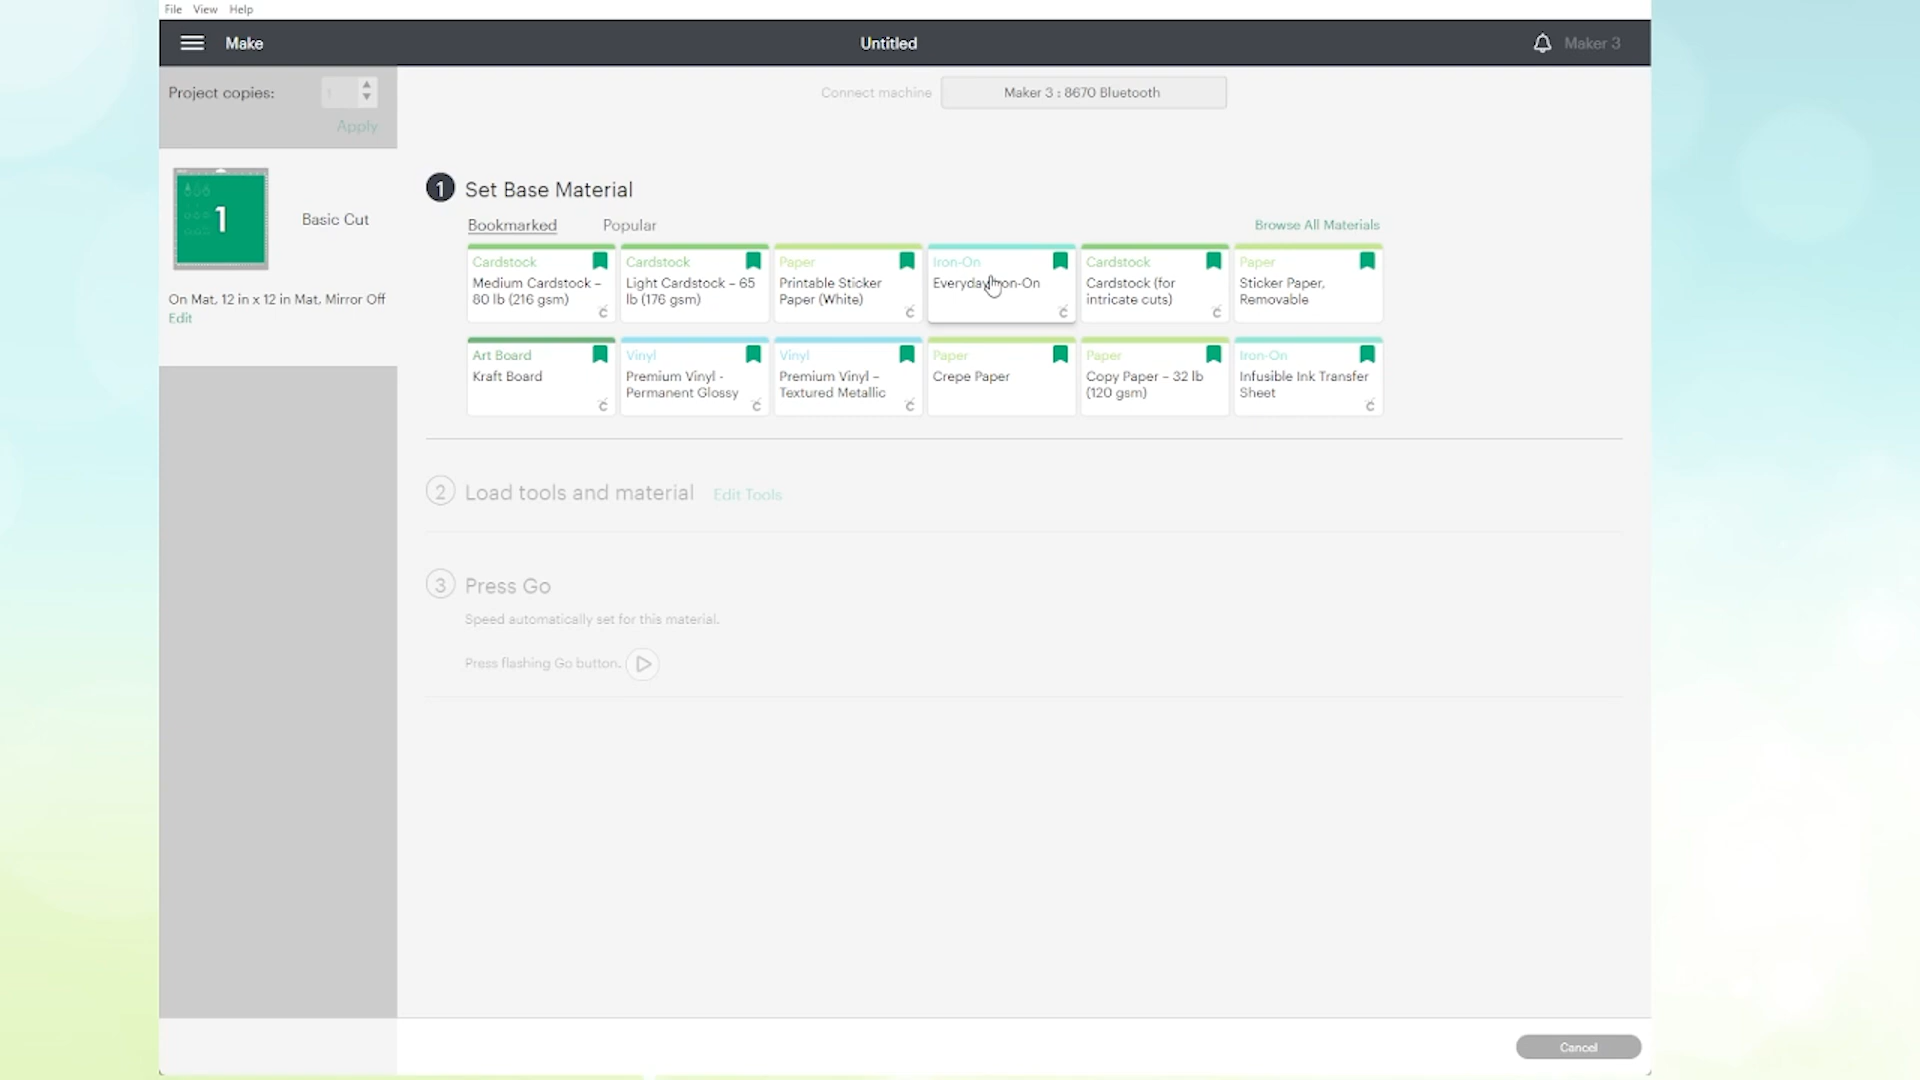 File View Help
Make
Untitled
Maker 3
Project copies:
1
Apply
Connect machine
Maker 3 : 8670 Bluetooth
1
Basic Cut
On Mat, 12 in x 12 in Mat, Mirror Off
Edit
1 Set Base Material
Bookmarked Popular
Browse All Materials
Cardstock
Medium Cardstock –
80 lb (216 gsm)
Cardstock
Light Cardstock – 65
lb (176 gsm)
Paper
Printable Sticker
Paper (White)
Iron-On
Everyday Iron-On
Cardstock
Cardstock (for
intricate cuts)
Paper
Sticker Paper,
Removable
Art Board
Kraft Board
Vinyl
Premium Vinyl -
Permanent Glossy
Vinyl
Premium Vinyl –
Textured Metallic
Paper
Crepe Paper
Paper
Copy Paper – 32 lb
(120 gsm)
Iron-On
Infusible Ink Transfer
Sheet
2 Load tools and material Edit Tools
3 Press Go
Speed automatically set for this material.
Press flashing Go button.
Cancel